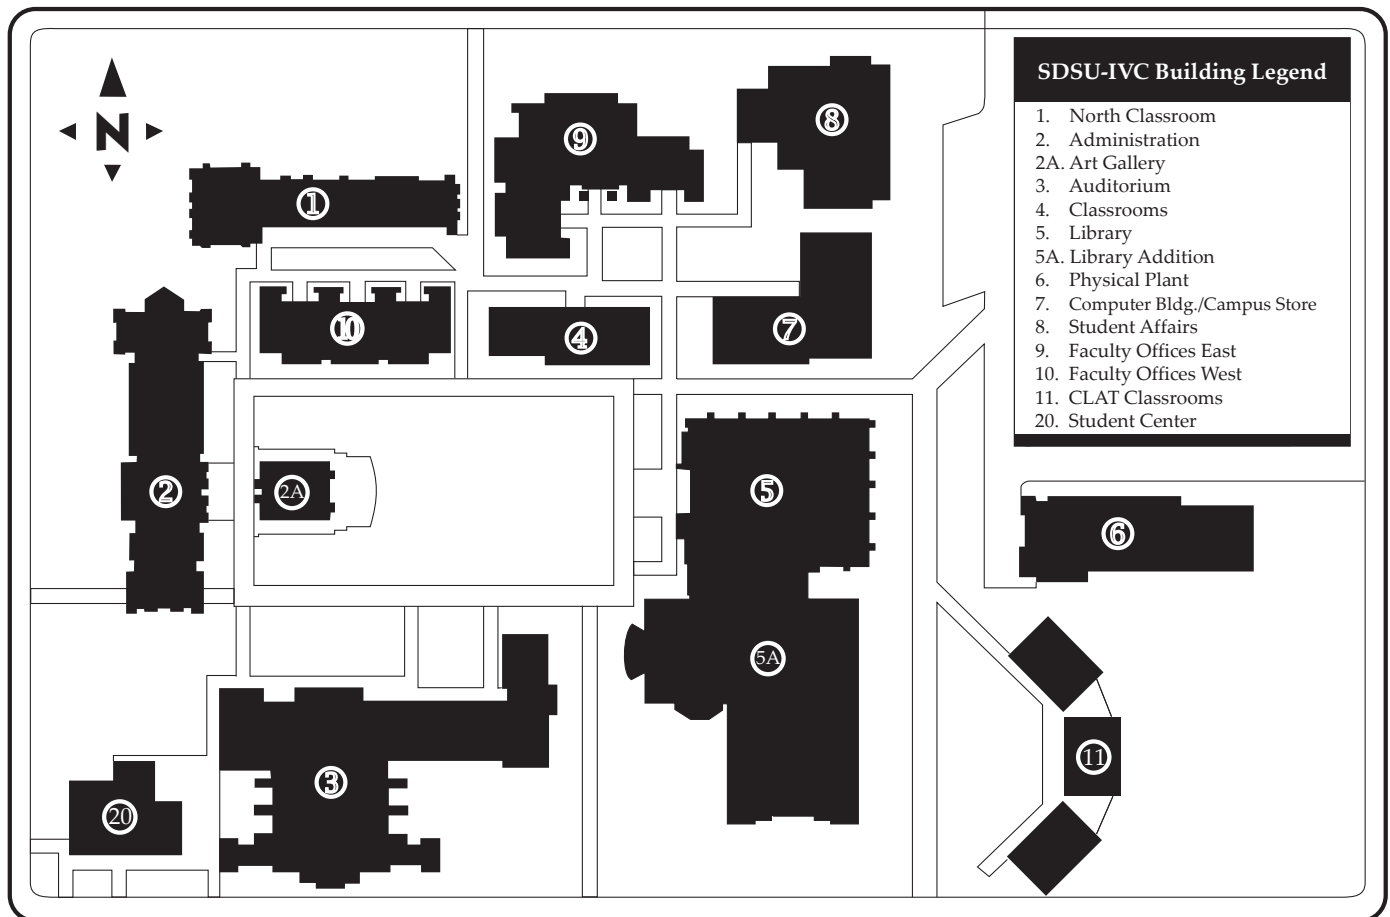 SDSU-IVC Building Legend
1. North Classroom
2. Administration
2A. Art Gallery
3. Auditorium
4. Classrooms
5. Library
5A. Library Addition
6. Physical Plant
7. Computer Bldg./Campus Store
8. Student Affairs
9. Faculty Offices East
10. Faculty Offices West
11. CLAT Classrooms
20. Student Center
N
8
9
1
10
4
7
2
2A
5
6
5A
11
3
20